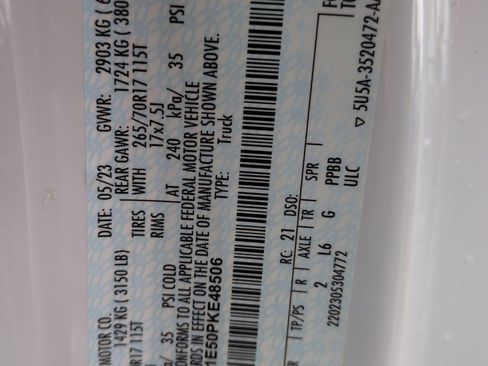 MOTOR CO.
DATE: 05/23 GVWR: 2903 KG
1429 KG ( 3150 LB) REAR GAWR: 1724 KG ( 380
R17 115T TIRES WITH 265/70R17 115T
RIMS 17x7.5J
35 PSI COLD AT 240 kPa/ 35 PSI
ONFORMS TO ALL APPLICABLE FEDERAL MOTOR VEHICLE
IN EFFECT ON THE DATE OF MANUFACTURE SHOWN ABOVE.
1E50PKE48506 TYPE: Truck
RC: 21 DSO:
TP/PS R AXLE TR SPR
2 L6 G PPBB
2202305304772 ULC
▽ 5U5A-3520472-A